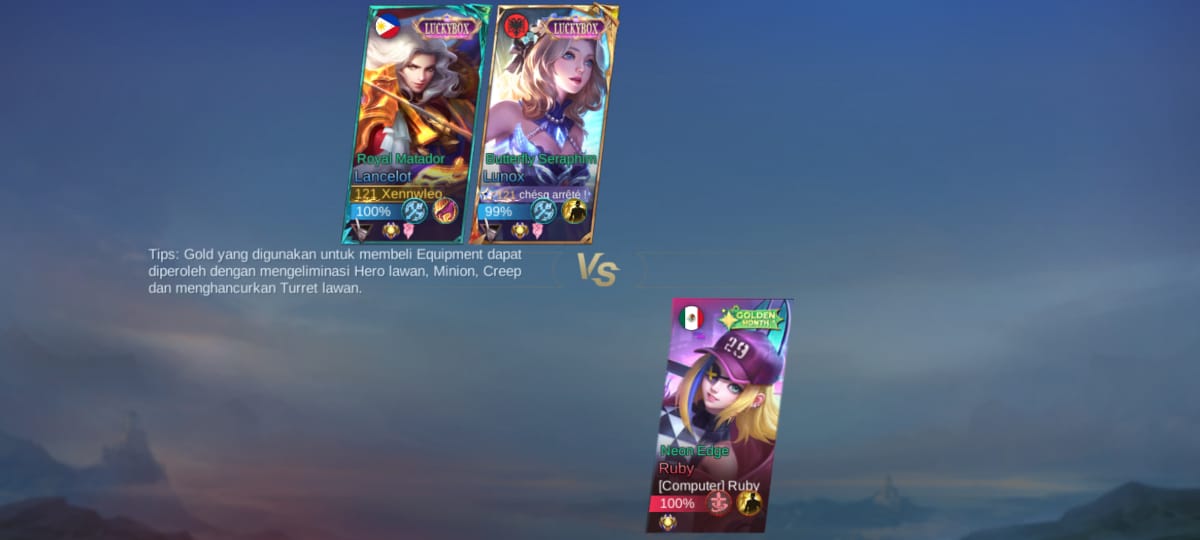 LUCKYBOX
Royal Matador
Lancelot
121 Xennwleo
100%
LUCKYBOX
Butterfly Seraphim
Lunox
121 chésq arrêté !
99%
Tips: Gold yang digunakan untuk membeli Equipment dapat
diperoleh dengan mengeliminasi Hero lawan, Minion, Creep
dan menghancurkan Turret lawan.
VS
GOLDEN
MONTH
29
Neon Edge
Ruby
[Computer] Ruby
100%